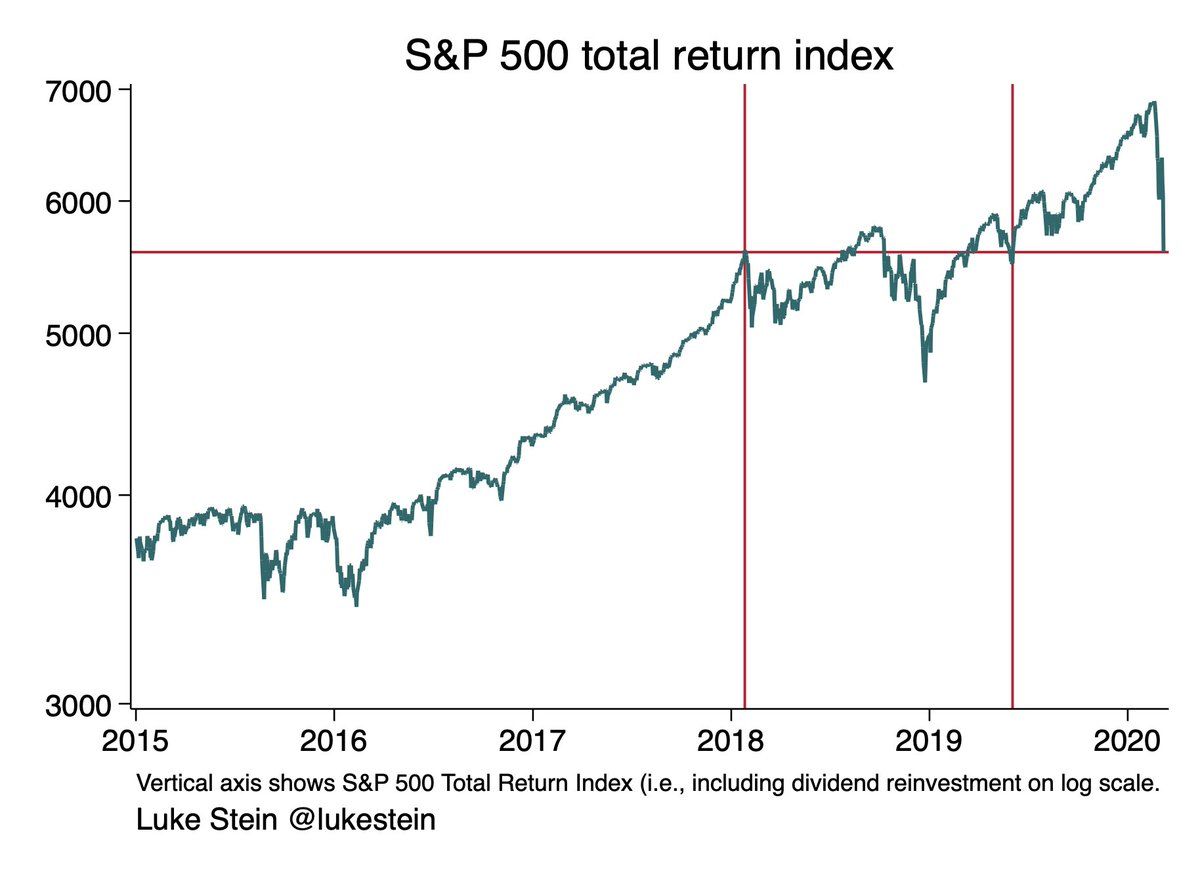 S&P 500 total return index
7000
6000
5000
4000
3000
2015 2016 2017 2018 2019 2020
Vertical axis shows S&P 500 Total Return Index (i.e., including dividend reinvestment on log scale.
Luke Stein @lukestein